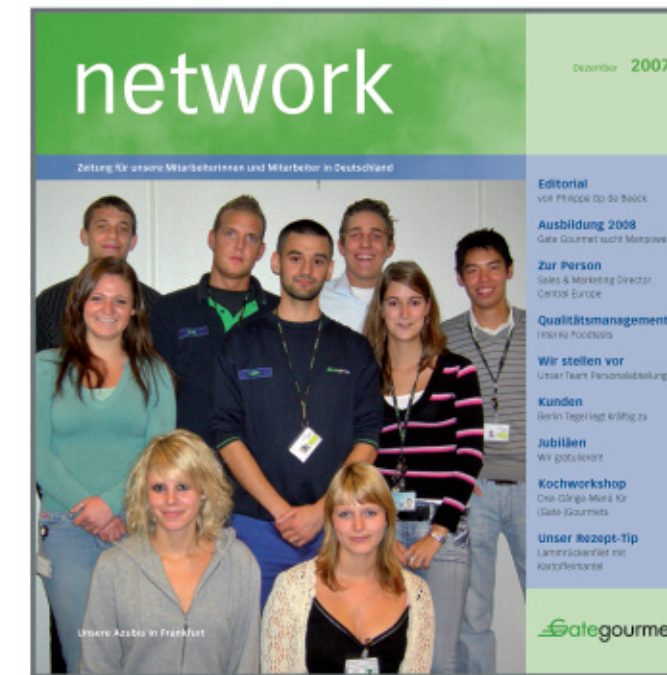 network
Dezember 2007
Zeitung für unsere Mitarbeiterinnen und Mitarbeiter in Deutschland
Editorial
von Philippe Op de Beeck
Ausbildung 2008
Gate Gourmet sucht Manpowe
Zur Person
Sales & Marketing Director
Central Europe
Qualitätsmanagement
Interne Foodtests
Wir stellen vor
Unser Team Personalabteilung
Kunden
Berlin Tegel legt kräftig zu
Jubiläen
Wir gratulieren!
Kochworkshop
Drei-Gänge-Menü für
(Gate-)Gourmets
Unser Rezept-Tip
Lammrückenfilet mit
Kartoffelmantel
Unsere Azubis in Frankfurt
Gategourme